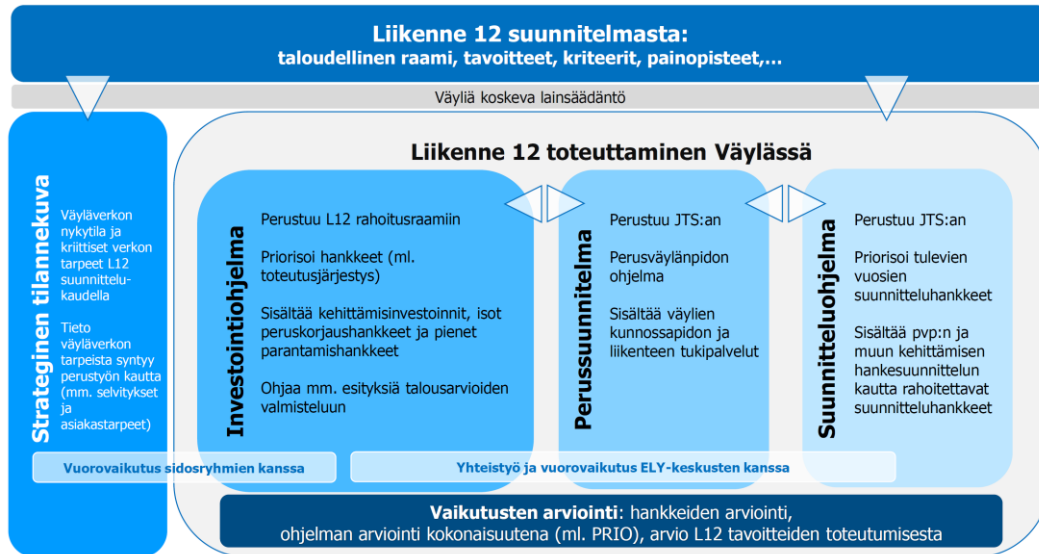 Liikenne 12 suunnitelmasta:
taloudellinen raami, tavoitteet, kriteerit, painopisteet,...
Väyliä koskeva lainsäädäntö
Strateginen tilannekuva
Väyläverkon
nykytila ja
kriittiset verkon
tarpeet L12
suunnittelu-
kaudella
Tieto
väyläverkon
tarpeista syntyy
perustyön kautta
(mm. selvitykset
ja
asiakastarpeet)
Liikenne 12 toteuttaminen Väylässä
Investointiohjelma
Perustuu L12 rahoitusraamiin
Priorisoi hankkeet (ml.
toteutusjärjestys)
Sisältää kehittämisinvestoinnit, isot
peruskorjaushankkeet ja pienet
parantamishankkeet
Ohjaa mm. esityksiä talousarvioiden
valmisteluun
Perussuunnitelma
Perustuu JTS:an
Perusväylänpidon
ohjelma
Sisältää väylien
kunnossapidon ja
liikenteen tukipalvelut
Suunnitteluohjelma
Perustuu JTS:an
Priorisoi tulevien
vuosien
suunnitteluhankkeet
Sisältää pvp:n ja
muun kehittämisen
hankesuunnittelun
kautta rahoitettavat
suunnitteluhankkeet
Vuorovaikutus sidosryhmien kanssa
Yhteistyö ja vuorovaikutus ELY-keskusten kanssa
Vaikutusten arviointi: hankkeiden arviointi,
ohjelman arviointi kokonaisuutena (ml. PRIO), arvio L12 tavoitteiden toteutumisesta